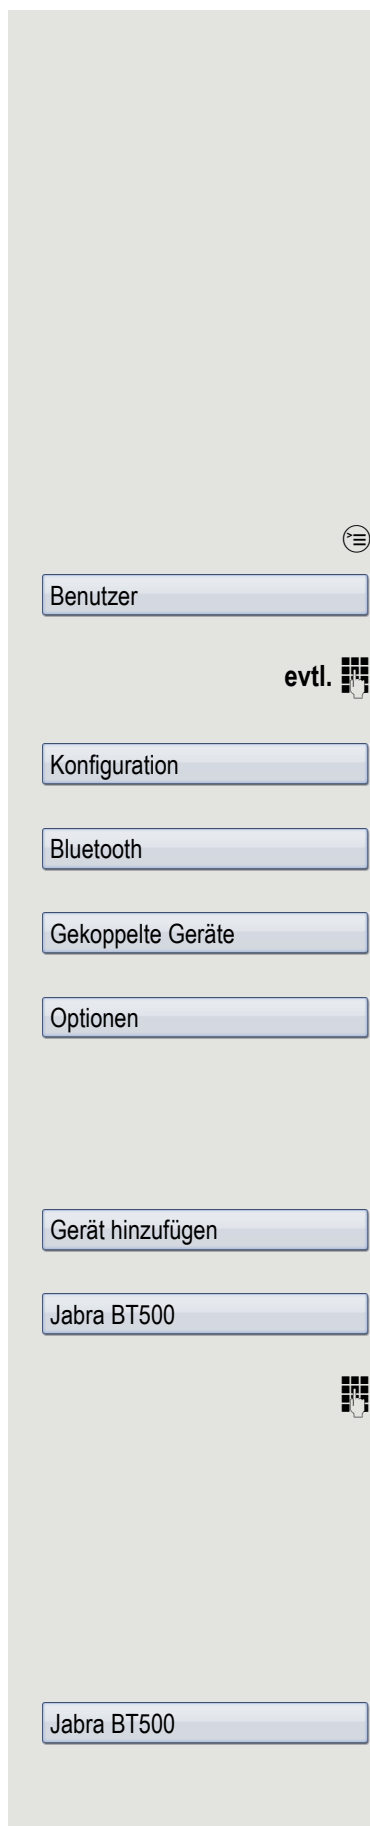 Benutzer
evtl.
Konfiguration
Bluetooth
Gekoppelte Geräte
Optionen
Gerät hinzufügen
Jabra BT500
Jabra BT500